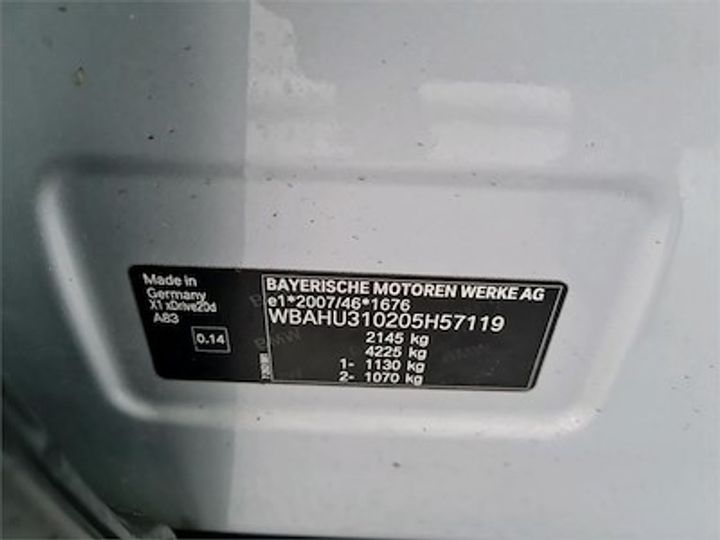 Made in
Germany
X1 xDrive20d
A83
0.14
BAYERISCHE MOTOREN WERKE AG
e1*2007/46*1676
WBAHU310205H57119
2145 kg
4225 kg
1- 1130 kg
2- 1070 kg
BMW